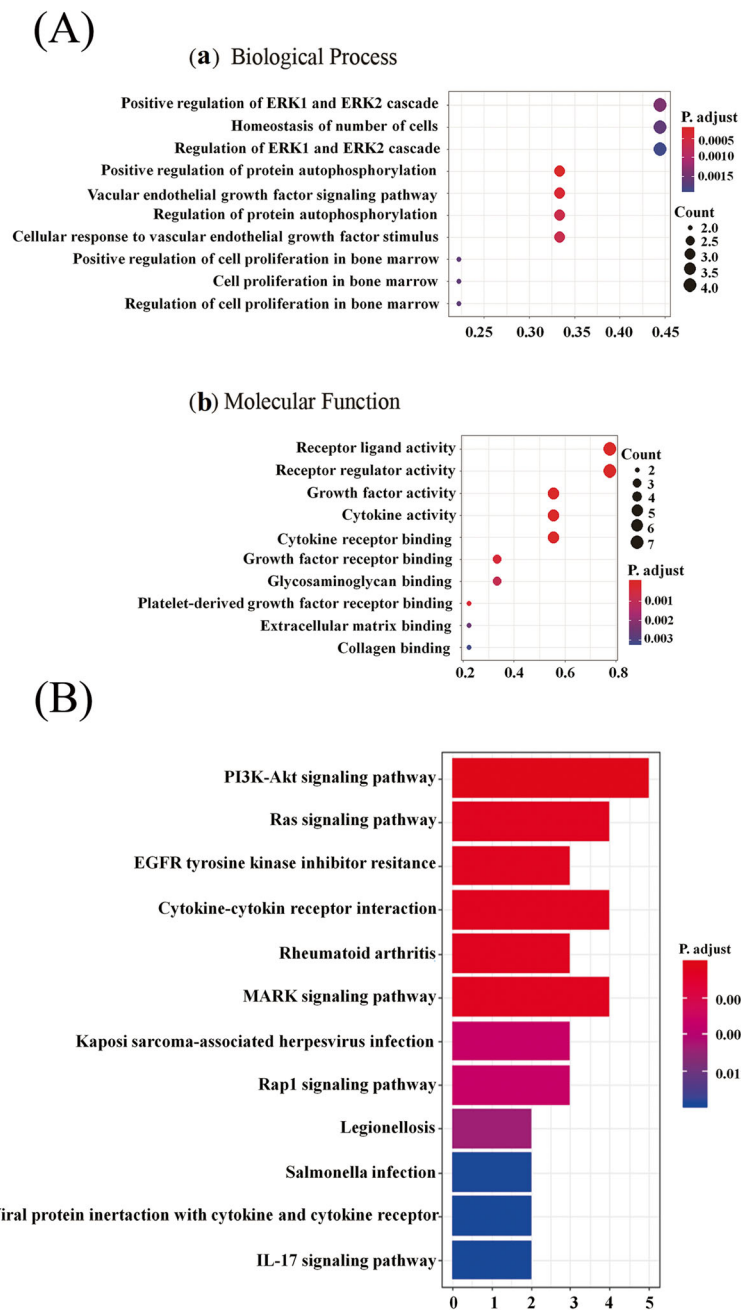 (A)
(a) Biological Process
Positive regulation of ERK1 and ERK2 cascade
Homeostasis of number of cells
Regulation of ERK1 and ERK2 cascade
Positive regulation of protein autophosphorylation
Vacular endothelial growth factor signaling pathway
Regulation of protein autophosphorylation
Cellular response to vascular endothelial growth factor stimulus
Positive regulation of cell proliferation in bone marrow
Cell proliferation in bone marrow
Regulation of cell proliferation in bone marrow
0.25 0.30 0.35 0.40 0.45
P. adjust
0.0005
0.0010
0.0015
Count
2.0
2.5
3.0
3.5
4.0
(b) Molecular Function
Receptor ligand activity
Receptor regulator activity
Growth factor activity
Cytokine activity
Cytokine receptor binding
Growth factor receptor binding
Glycosaminoglycan binding
Platelet-derived growth factor receptor binding
Extracellular matrix binding
Collagen binding
0.2 0.4 0.6 0.8
Count
2
3
4
5
6
7
P. adjust
0.001
0.002
0.003
(B)
PI3K-Akt signaling pathway
Ras signaling pathway
EGFR tyrosine kinase inhibitor resitance
Cytokine-cytokin receptor interaction
Rheumatoid arthritis
MARK signaling pathway
Kaposi sarcoma-associated herpesvirus infection
Rap1 signaling pathway
Legionellosis
Salmonella infection
iral protein inertaction with cytokine and cytokine receptor
IL-17 signaling pathway
0 1 2 3 4 5
P. adjust
0.00
0.00
0.01